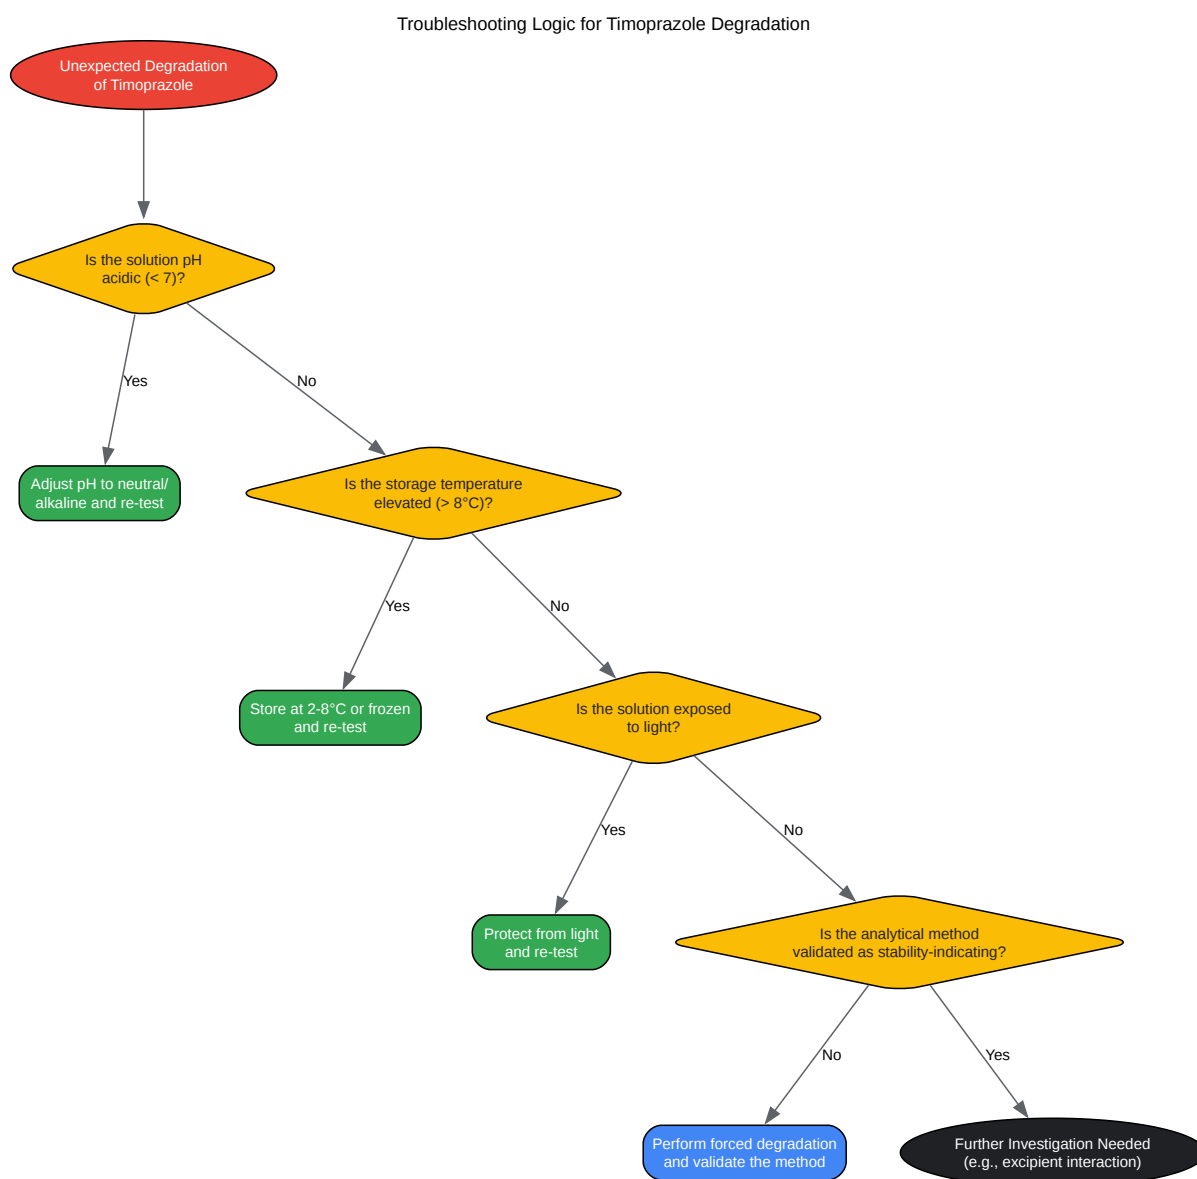 Troubleshooting Logic for Timoprazole Degradation
Unexpected Degradation
of Timoprazole
Is the solution pH
acidic (< 7)?
Yes
No
Adjust pH to neutral/
alkaline and re-test
Is the storage temperature
elevated (> 8°C)?
Yes
No
Store at 2-8°C or frozen
and re-test
Is the solution exposed
to light?
Yes
No
Protect from light
and re-test
Is the analytical method
validated as stability-indicating?
No
Yes
Perform forced degradation
and validate the method
Further Investigation Needed
(e.g., excipient interaction)